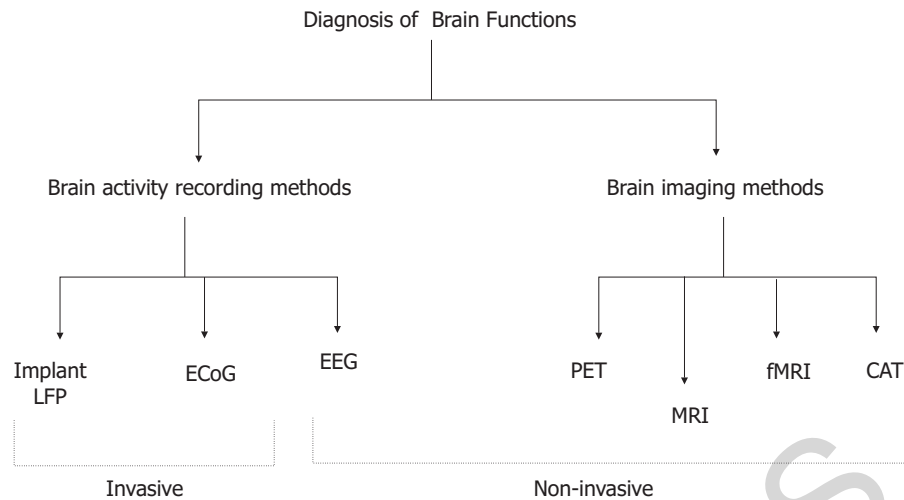 Diagnosis of Brain Functions
Brain activity recording methods
Brain imaging methods
Implant
LFP
ECoG
EEG
PET
MRI
fMRI
CAT
Invasive
Non-invasive